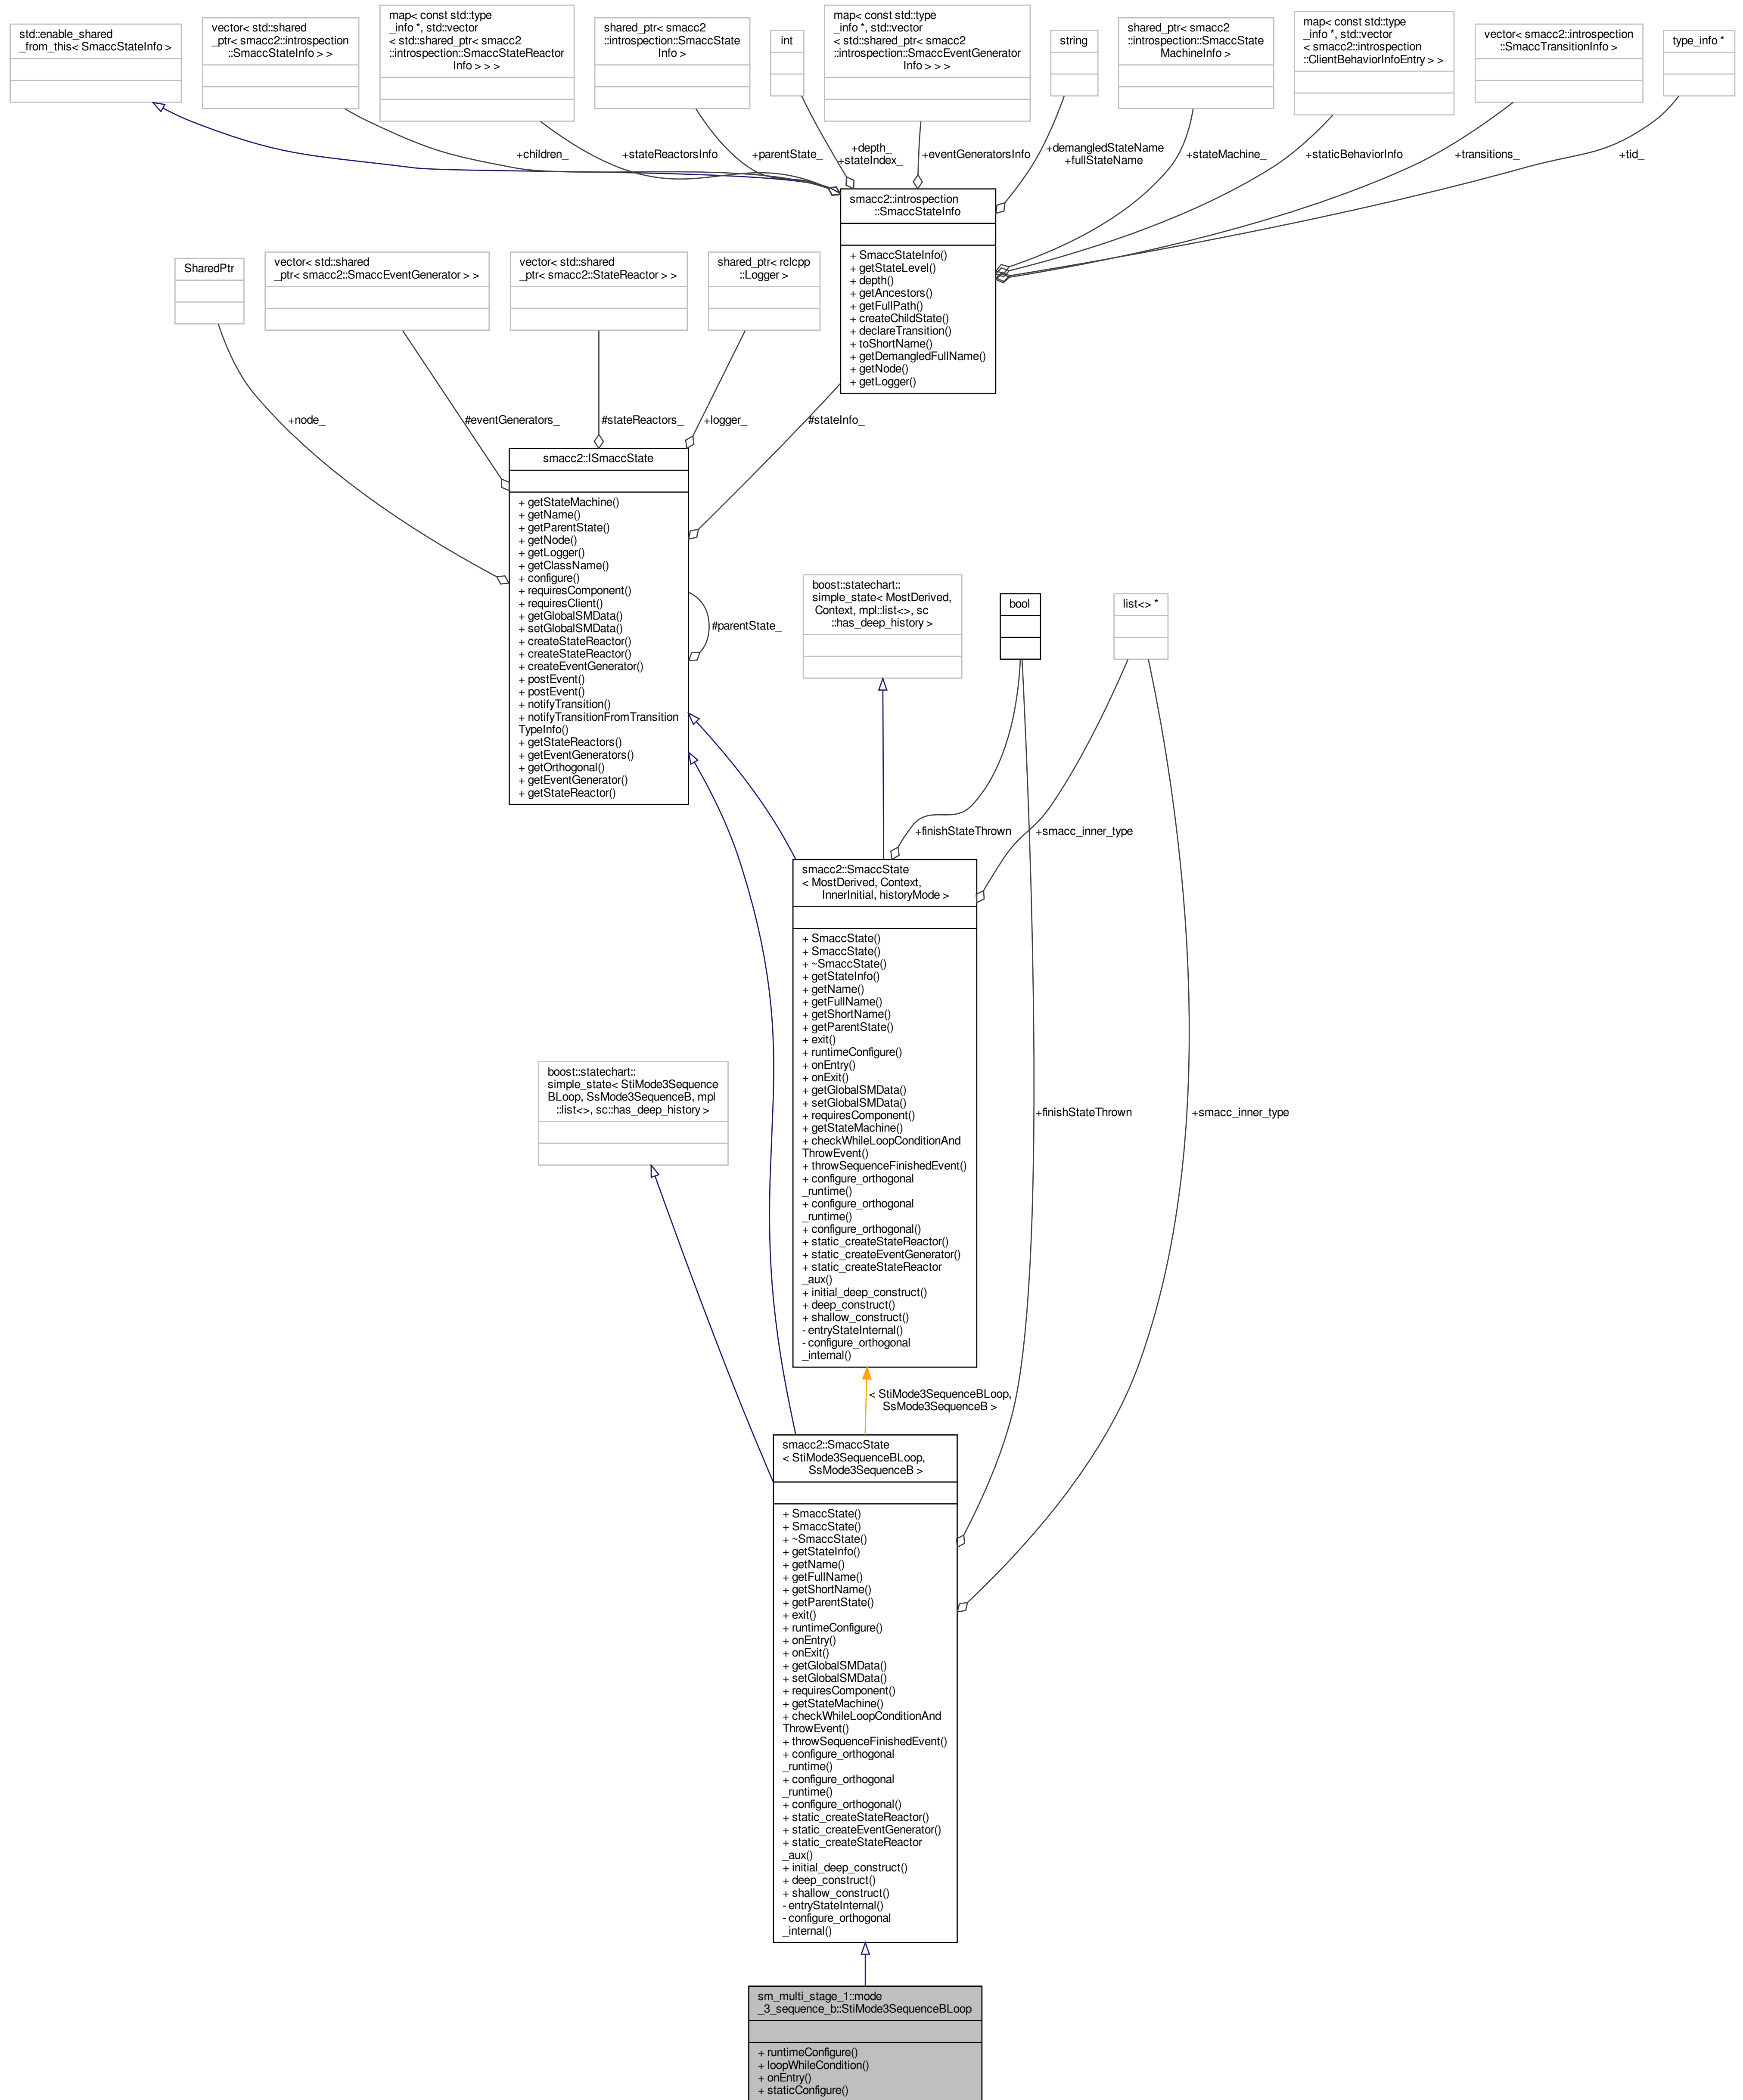 std::enable_shared
_from_this< SmaccStateInfo >
vector< std::shared
_ptr< smacc2::introspection
::SmaccStateInfo > >
map< const std::type
_info *, std::vector
< std::shared_ptr< smacc2
::introspection::SmaccStateReactor
Info > > >
shared_ptr< smacc2
::introspection::SmaccState
Info >
int
map< const std::type
_info *, std::vector
< std::shared_ptr< smacc2
::introspection::SmaccEventGenerator
Info > > >
string
shared_ptr< smacc2
::introspection::SmaccState
MachineInfo >
map< const std::type
_info *, std::vector
< smacc2::introspection
::ClientBehaviorInfoEntry > >
vector< smacc2::introspection
::SmaccTransitionInfo >
type_info *
+children_
+stateReactorsInfo
+parentState_
+depth_
+stateIndex_
+eventGeneratorsInfo
+demangledStateName
+fullStateName
+stateMachine_
+staticBehaviorInfo
+transitions_
+tid_
smacc2::introspection
::SmaccStateInfo
+ SmaccStateInfo()
+ getStateLevel()
+ depth()
+ getAncestors()
+ getFullPath()
+ createChildState()
+ declareTransition()
+ toShortName()
+ getDemangledFullName()
+ getNode()
+ getLogger()
SharedPtr
vector< std::shared
_ptr< smacc2::SmaccEventGenerator > >
vector< std::shared
_ptr< smacc2::StateReactor > >
shared_ptr< rclcpp
::Logger >
+node_
#eventGenerators_
#stateReactors_
+logger_
#stateInfo_
smacc2::ISmaccState
+ getStateMachine()
+ getName()
+ getParentState()
+ getNode()
+ getLogger()
+ getClassName()
+ configure()
+ requiresComponent()
+ requiresClient()
+ getGlobalSMData()
+ setGlobalSMData()
+ createStateReactor()
+ createStateReactor()
+ createEventGenerator()
+ postEvent()
+ postEvent()
+ notifyTransition()
+ notifyTransitionFromTransition
TypeInfo()
+ getStateReactors()
+ getEventGenerators()
+ getOrthogonal()
+ getEventGenerator()
+ getStateReactor()
#parentState_
boost::statechart::
simple_state< MostDerived,
Context, mpl::list<>, sc
::has_deep_history >
bool
list<> *
+finishStateThrown
+smacc_inner_type
smacc2::SmaccState
< MostDerived, Context,
InnerInitial, historyMode >
+ SmaccState()
+ SmaccState()
+ ~SmaccState()
+ getStateInfo()
+ getName()
+ getFullName()
+ getShortName()
+ getParentState()
+ exit()
+ runtimeConfigure()
+ onEntry()
+ onExit()
+ getGlobalSMData()
+ setGlobalSMData()
+ requiresComponent()
+ getStateMachine()
+ checkWhileLoopConditionAnd
ThrowEvent()
+ throwSequenceFinishedEvent()
+ configure_orthogonal
_runtime()
+ configure_orthogonal
_runtime()
+ configure_orthogonal()
+ static_createStateReactor()
+ static_createEventGenerator()
+ static_createStateReactor
_aux()
+ initial_deep_construct()
+ deep_construct()
+ shallow_construct()
- entryStateInternal()
- configure_orthogonal
_internal()
boost::statechart::
simple_state< StiMode3Sequence
BLoop, SsMode3SequenceB, mpl
::list<>, sc::has_deep_history >
+finishStateThrown
+smacc_inner_type
< StiMode3SequenceBLoop,
SsMode3SequenceB >
smacc2::SmaccState
< StiMode3SequenceBLoop,
SsMode3SequenceB >
+ SmaccState()
+ SmaccState()
+ ~SmaccState()
+ getStateInfo()
+ getName()
+ getFullName()
+ getShortName()
+ getParentState()
+ exit()
+ runtimeConfigure()
+ onEntry()
+ onExit()
+ getGlobalSMData()
+ setGlobalSMData()
+ requiresComponent()
+ getStateMachine()
+ checkWhileLoopConditionAnd
ThrowEvent()
+ throwSequenceFinishedEvent()
+ configure_orthogonal
_runtime()
+ configure_orthogonal
_runtime()
+ configure_orthogonal()
+ static_createStateReactor()
+ static_createEventGenerator()
+ static_createStateReactor
_aux()
+ initial_deep_construct()
+ deep_construct()
+ shallow_construct()
- entryStateInternal()
- configure_orthogonal
_internal()
sm_multi_stage_1::mode
_3_sequence_b::StiMode3SequenceBLoop
+ runtimeConfigure()
+ loopWhileCondition()
+ onEntry()
+ staticConfigure()